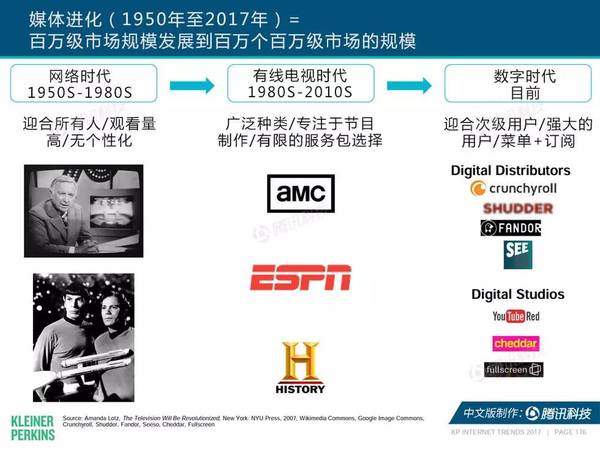 媒体进化（1950年至2017年）=
百万级市场规模发展到百万个百万级市场的规模
网络时代
1950S-1980S
有线电视时代
1980S-2010S
数字时代
目前
迎合所有人/观看量
高/无个性化
广泛种类/专注于节目
制作/有限的服务包选择
迎合次级用户/强大的
用户/菜单+订阅
aMC
ESPN
H
HISTORY
Digital Distributors
crunchyroll
SHUDDER
FANDOR
SEE
SO
Digital Studios
YouTube Red
cheddar
fullscreen
腾讯科技
KLEINER
PERKINS
Source: Amanda Lotz, The Television Will Be Revolutionized, New York: NYU Press, 2007, Wikimedia Commons, Google Image Commons,
Crunchyroll, Shudder, Fandor, Seeso, Cheddar, Fullscreen
中文版制作：腾讯科技
KP INTERNET TRENDS 2017 | PAGE 176